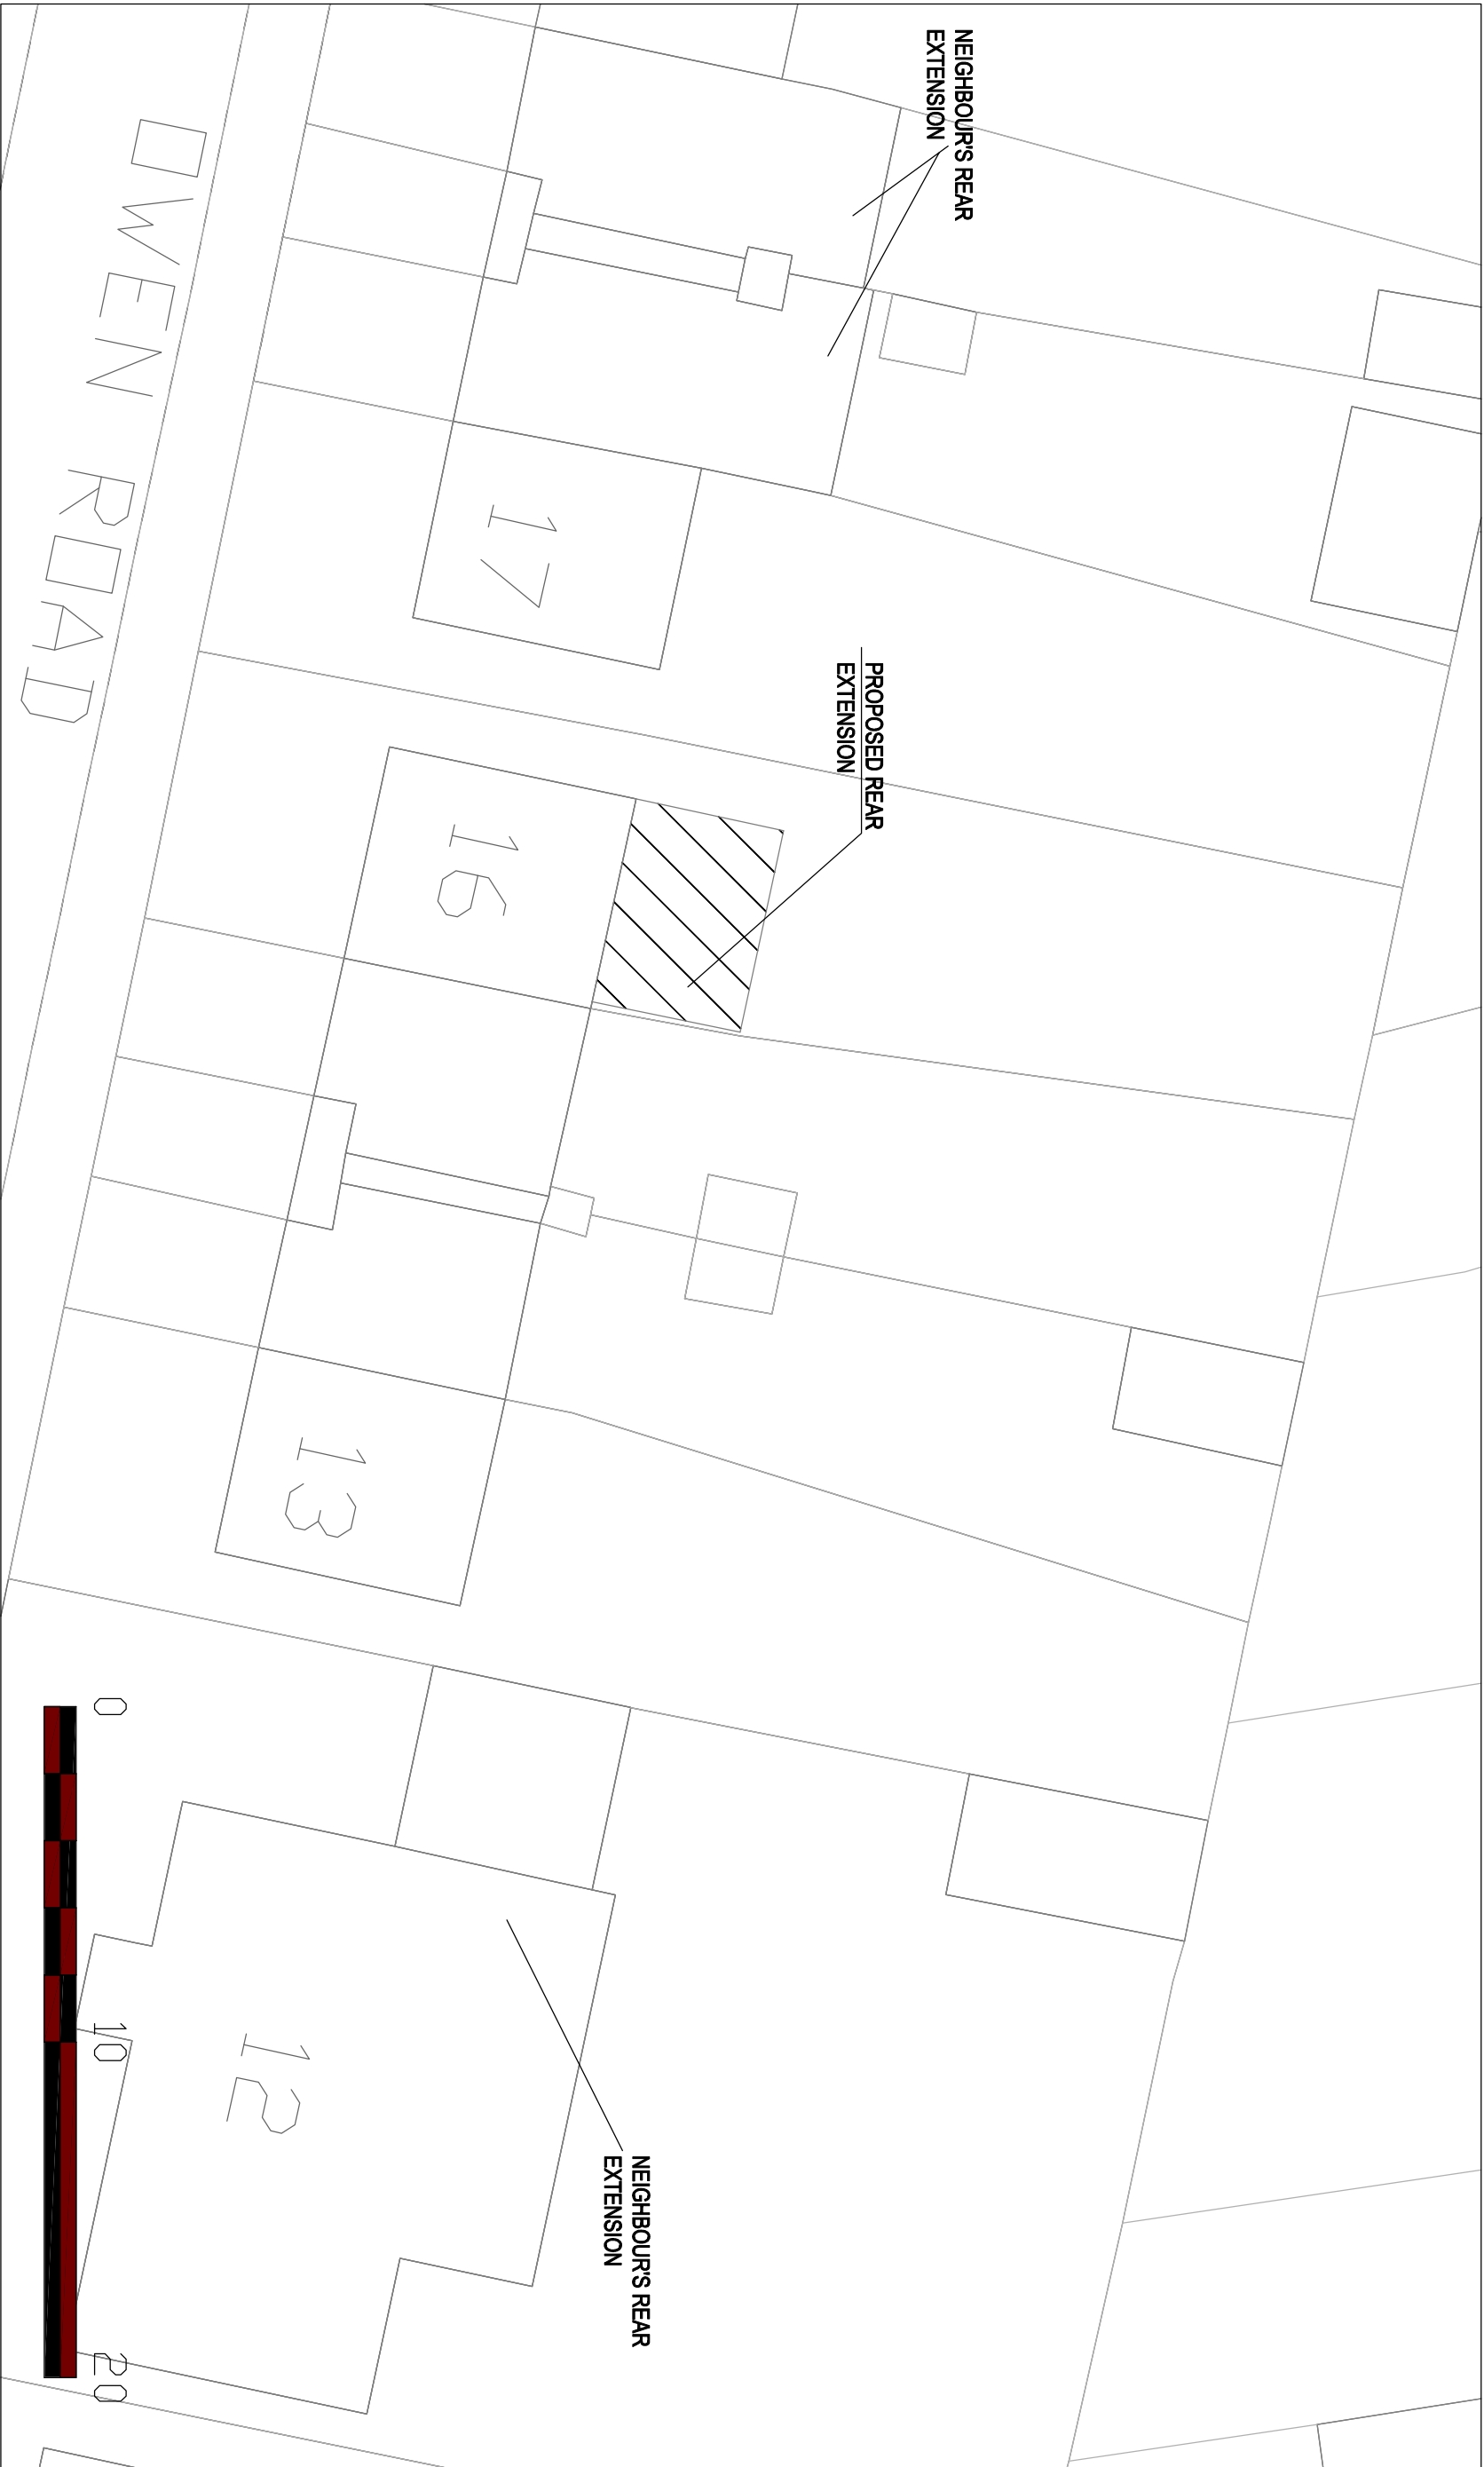 NEIGHBOUR'S REAR
EXTENSION
PROPOSED REAR
EXTENSION
17
16
13
12
NEIGHBOUR'S REAR
EXTENSION
OWEN ROAD
0 10 20